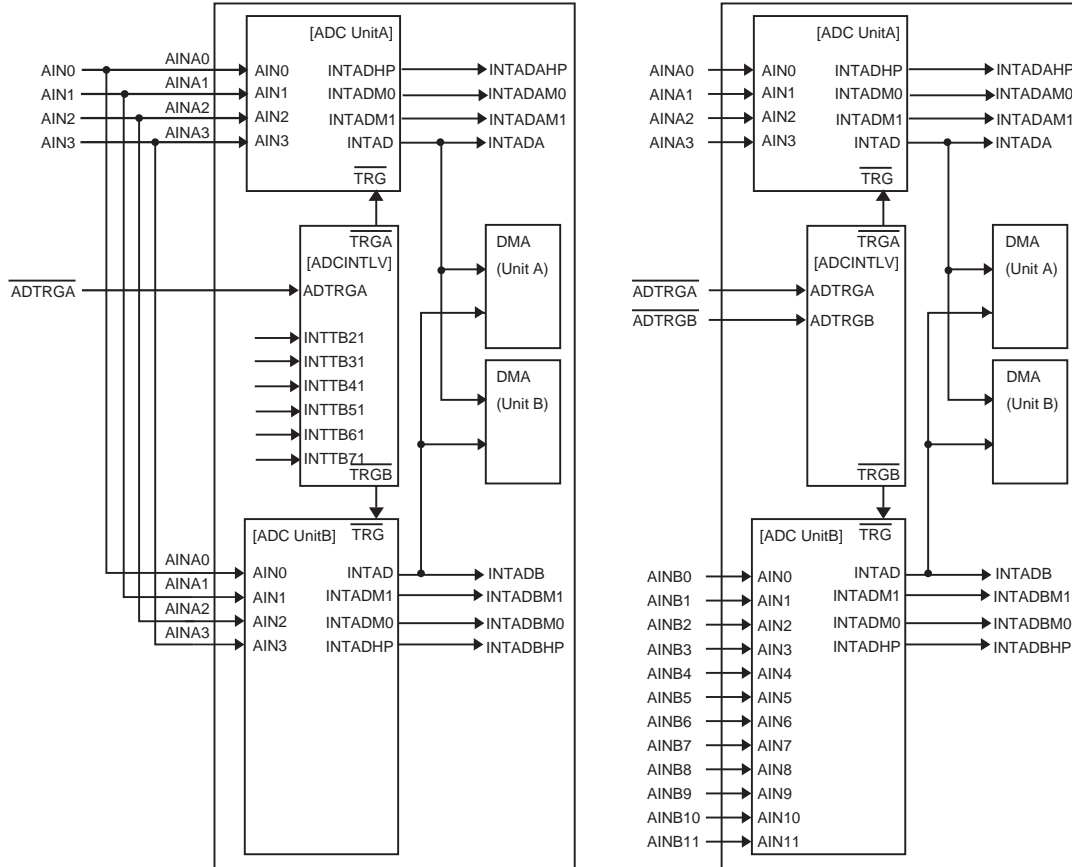 [ADC UnitA]
AIN0 AINA0 AIN0 INTADHP INTADAHP
AIN1 AINA1 AIN1 INTADM0 INTADAM0
AIN2 AINA2 AIN2 INTADM1 INTADAM1
AIN3 AINA3 AIN3 INTAD INTADA
TRG
TRGA
[ADCINTLV]
ADTRGA ADTRGA
INTTB21
INTTB31
INTTB41
INTTB51
INTTB61
INTTB71
TRGB
DMA
(Unit A)
DMA
(Unit B)
[ADC UnitB] TRG
AINA0 AIN0 INTAD INTADB
AINA1 AIN1 INTADM1 INTADBM1
AINA2 AIN2 INTADM0 INTADBM0
AINA3 AIN3 INTADHP INTADBHP
[ADC UnitA]
AINA0 AIN0 INTADHP INTADAHP
AINA1 AIN1 INTADM0 INTADAM0
AINA2 AIN2 INTADM1 INTADAM1
AINA3 AIN3 INTAD INTADA
TRG
TRGA
[ADCINTLV]
ADTRGA ADTRGA
ADTRGB ADTRGB
TRGB
DMA
(Unit A)
DMA
(Unit B)
[ADC UnitB] TRG
AINB0 AIN0 INTAD INTADB
AINB1 AIN1 INTADM1 INTADBM1
AINB2 AIN2 INTADM0 INTADBM0
AINB3 AIN3 INTADHP INTADBHP
AINB4 AIN4
AINB5 AIN5
AINB6 AIN6
AINB7 AIN7
AINB8 AIN8
AINB9 AIN9
AINB10 AIN10
AINB11 AIN11